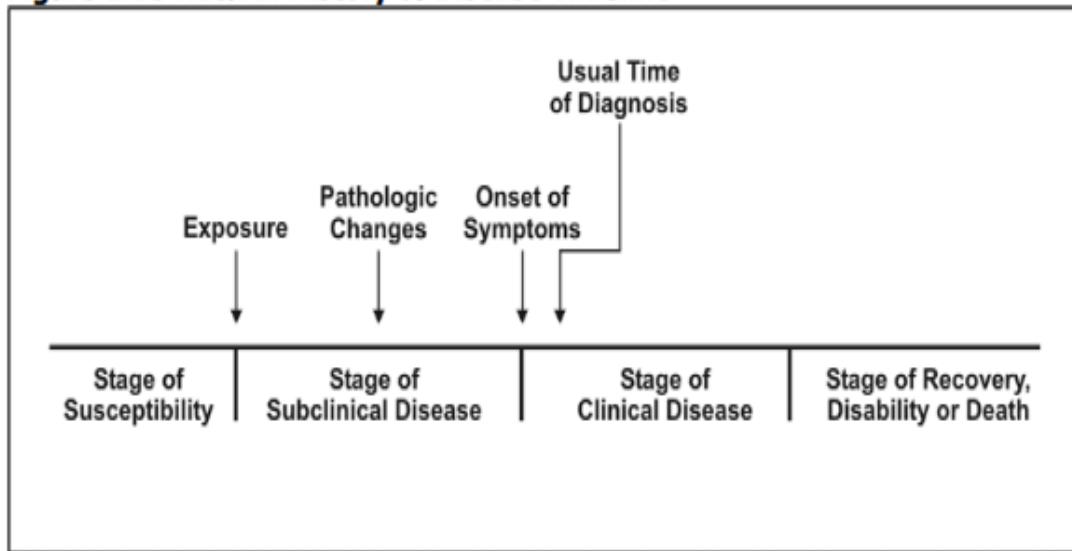 Usual Time
of Diagnosis
Pathologic
Changes
Onset of
Symptoms
Exposure
Stage of
Susceptibility
Stage of
Subclinical Disease
Stage of
Clinical Disease
Stage of Recovery,
Disability or Death